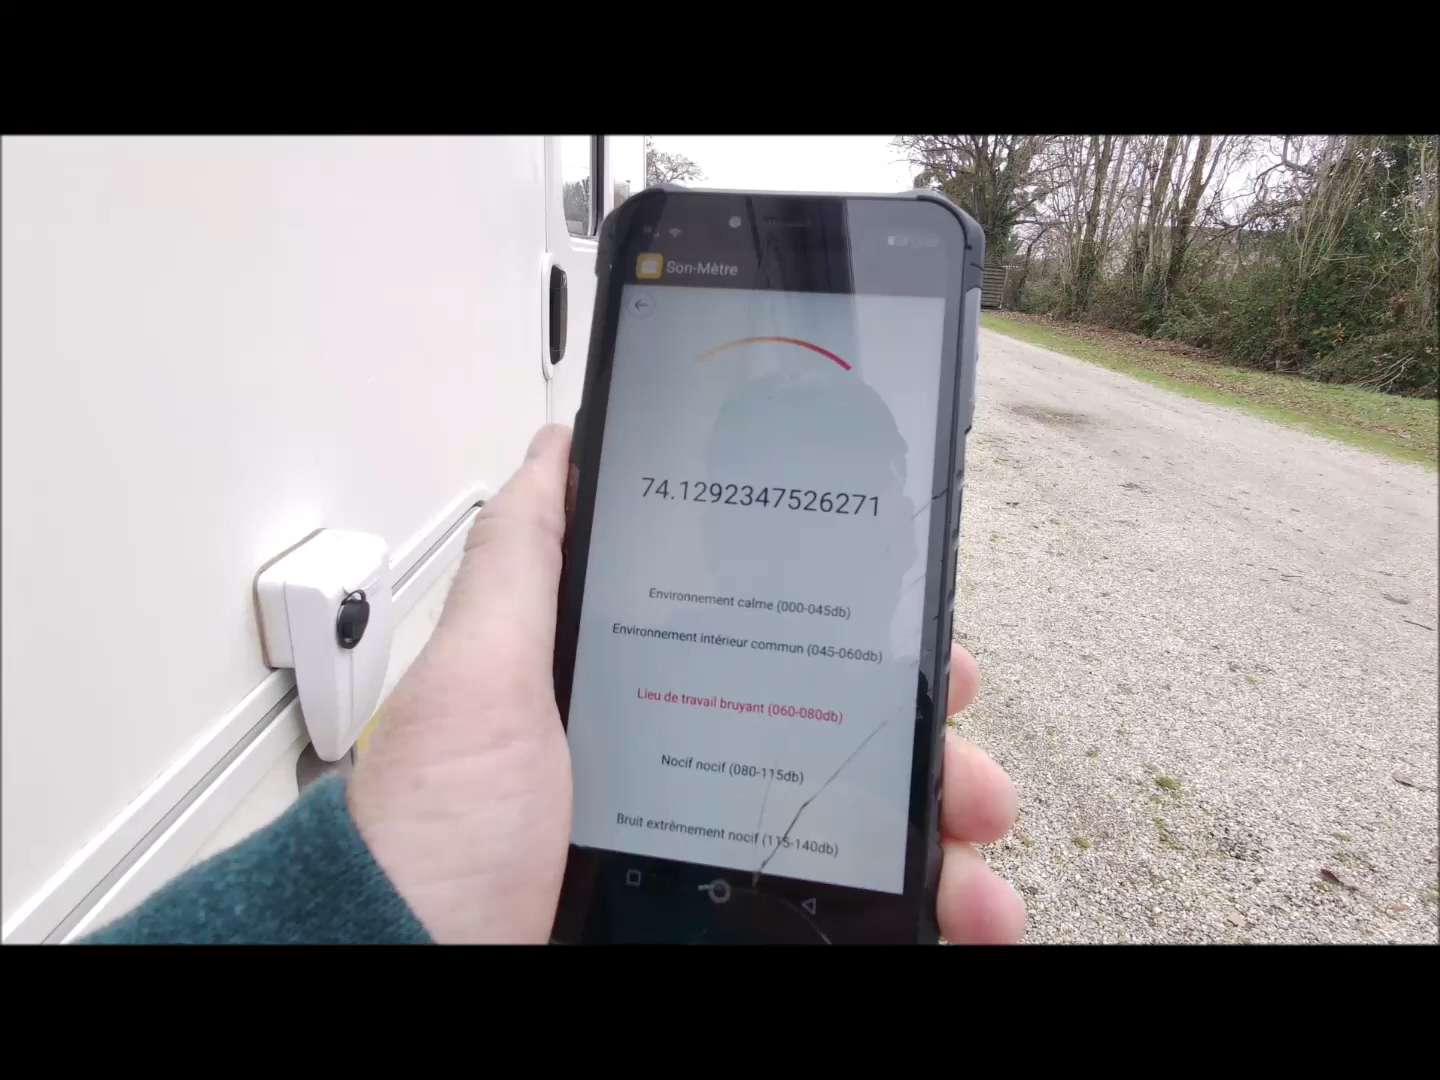 Son-Mètre
74.1292347526271
Environnement calme (000-045db)
Environnement intérieur commun (045-060db)
Lieu de travail bruyant (060-080db)
Nocif nocif (080-115db)
Bruit extrêmement nocif (115-140db)